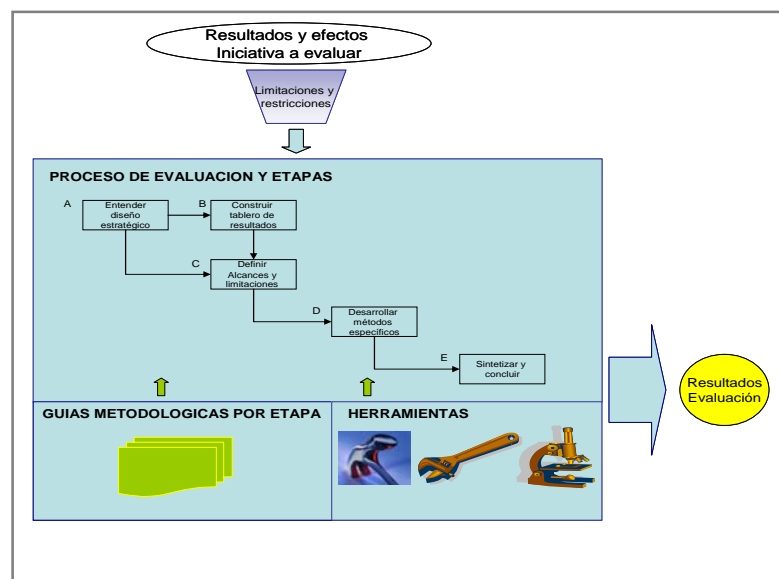 Resultados y efectos
Iniciativa a evaluar
Limitaciones y
restricciones
PROCESO DE EVALUACION Y ETAPAS
A
Entender
diseño
estratégico
B
Construir
tablero de
resultados
C
Definir
Alcances y
limitaciones
D
Desarrollar
métodos
específicos
E
Sintetizar y
concluir
Resultados
Evaluación
GUIAS METODOLOGICAS POR ETAPA
HERRAMIENTAS